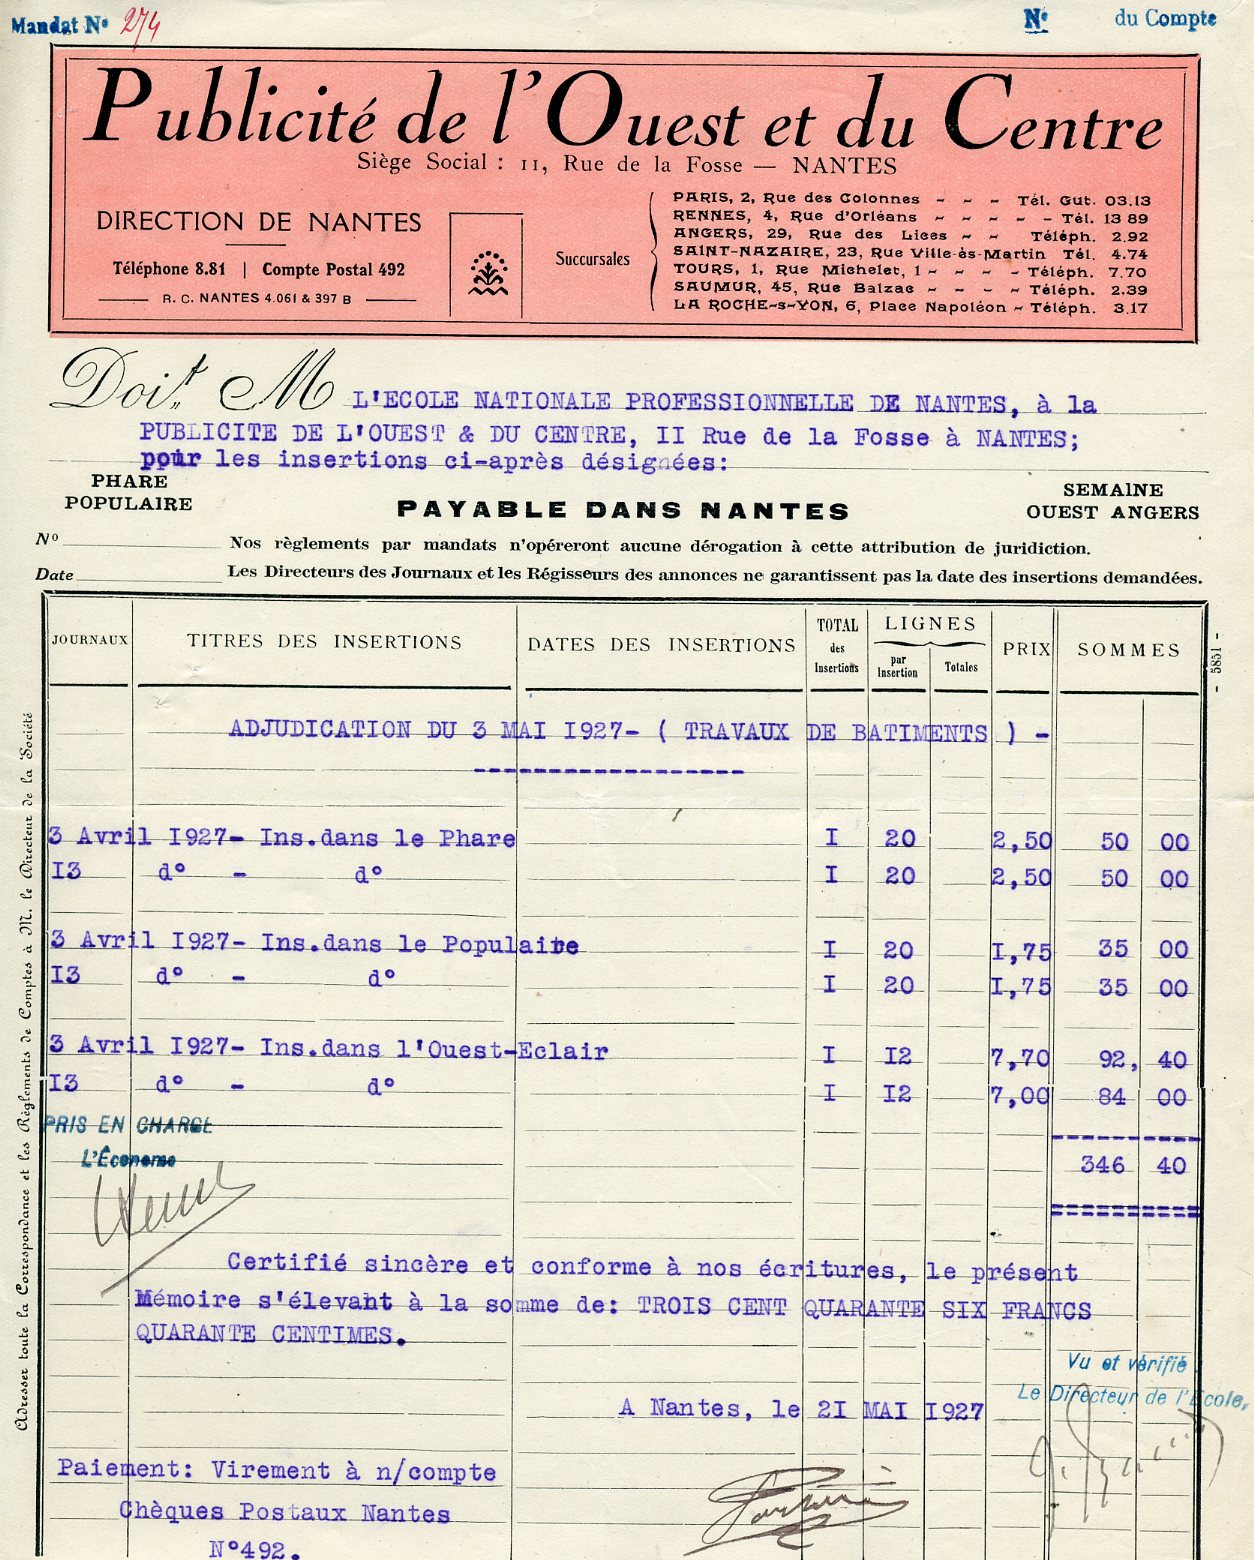 Mandat N° 274
N° du Compte
Publicité de l'Ouest et du Centre
Siège Social : 11, Rue de la Fosse — NANTES
DIRECTION DE NANTES
Téléphone 8.81 | Compte Postal 492
R. C. NANTES 4.061 & 397 B
Succursales
PARIS, 2, Rue des Colonnes - - - Tél. Gut. 03.13
RENNES, 4, Rue d'Orléans - - - - - Tél. 13 89
ANGERS, 29, Rue des Lices - - Téléph. 2.92
SAINT-NAZAIRE, 23, Rue Ville-ès-Martin Tél. 4.74
TOURS, 1, Rue Michelet, 1 - - - - Téléph. 7.70
SAUMUR, 45, Rue Balzac - - - - Téléph. 2.39
LA ROCHE-s-YON, 6, Place Napoléon - Téléph. 3.17
Doit M L'ECOLE NATIONALE PROFESSIONNELLE DE NANTES, à la
PUBLICITE DE L'OUEST & DU CENTRE, II Rue de la Fosse à NANTES;
pour les insertions ci-après désignées:
PHARE
POPULAIRE
PAYABLE DANS NANTES
SEMAINE
OUEST ANGERS
N° Nos règlements par mandats n'opéreront aucune dérogation à cette attribution de juridiction.
Date Les Directeurs des Journaux et les Régisseurs des annonces ne garantissent pas la date des insertions demandées.
JOURNAUX TITRES DES INSERTIONS DATES DES INSERTIONS TOTAL des Insertions LIGNES par Insertion Totales PRIX SOMMES
- 5851 -
ADJUDICATION DU 3 MAI I927- ( TRAVAUX DE BATIMENTS ) -
3 Avril I927- Ins.dans le Phare I 20 2,50 50 00
I3 d° - d° I 20 2,50 50 00
3 Avril I927- Ins.dans le Populaire I 20 I,75 35 00
I3 d° - d° I 20 I,75 35 00
3 Avril I927- Ins.dans l'Ouest-Eclair I I2 7,70 92, 40
I3 d° - d° I I2 7,00 84 00
PRIS EN CHARGE
L'Économe
346 40
Certifié sincère et conforme à nos écritures, le présent
Mémoire s'élevant à la somme de: TROIS CENT QUARANTE SIX FRANCS
QUARANTE CENTIMES.
Vu et vérifié
Le Directeur de l'Ecole,
A Nantes, le 2I MAI I927
Paiement: Virement à n/compte
Chèques Postaux Nantes
N°492.
Adresser toute la Correspondance et les Règlements de Comptes à M. le Directeur de la Société